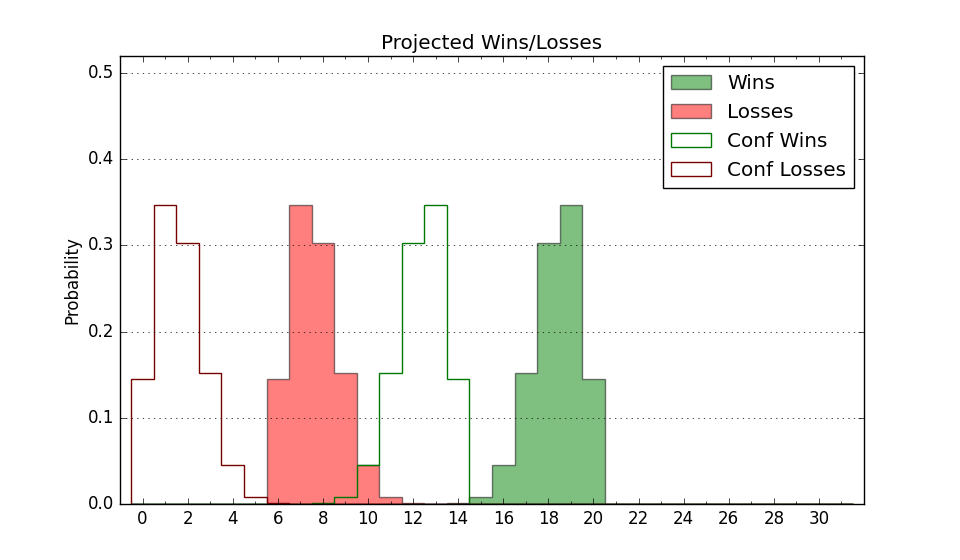 Projected Wins/Losses
Probability
0.5
0.4
0.3
0.2
0.1
0.0
0 2 4 6 8 10 12 14 16 18 20 22 24 26 28 30
Wins
Losses
Conf Wins
Conf Losses